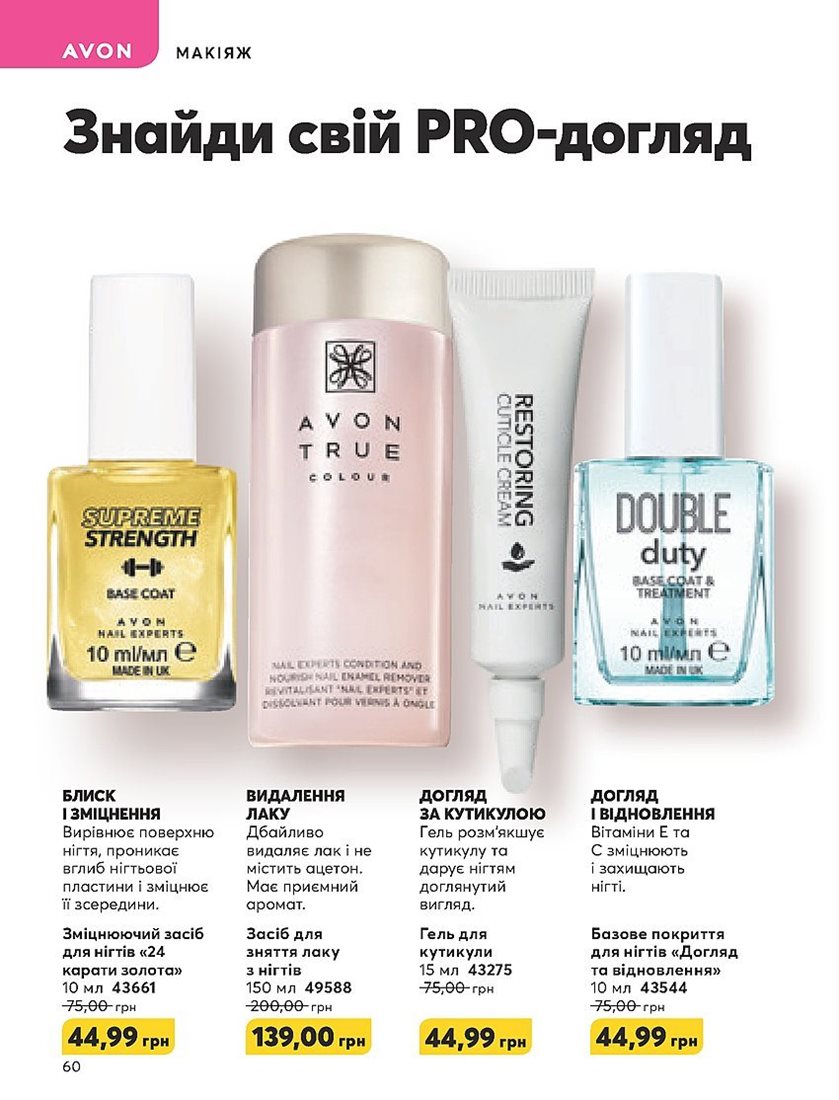 AVON
МАКІЯЖ
Знайди свій PRO-догляд
SUPREME
STRENGTH
BASE COAT
AVON
NAIL EXPERTS
10 ml/мл e
MADE IN UK
AVON
TRUE
COLOUR
NAIL EXPERTS CONDITION AND
NOURISH NAIL ENAMEL REMOVER
REVITALISANT "NAIL EXPERTS" ET
DISSOLVANT POUR VERNIS À ONGLE
RESTORING
CUTICLE CREAM
AVON
NAIL EXPERTS
DOUBLE
duty
BASE COAT &
TREATMENT
AVON
NAIL EXPERTS
10 ml/мл e
MADE IN UK
БЛИСК
І ЗМІЦНЕННЯ
Вирівнює поверхню
нігтя, проникає
вглиб нігтьової
пластини і зміцнює
її зсередини.
Зміцнюючий засіб
для нігтів «24
карати золота»
10 мл 43661
75,00 грн
44,99 грн
ВИДАЛЕННЯ
ЛАКУ
Дбайливо
видаляє лак і не
містить ацетон.
Має приємний
аромат.
Засіб для
зняття лаку
з нігтів
150 мл 49588
200,00 грн
139,00 грн
ДОГЛЯД
ЗА КУТИКУЛОЮ
Гель розм'якшує
кутикулу та
дарує нігтям
доглянутий
вигляд.
Гель для
кутикули
15 мл 43275
75,00 грн
44,99 грн
ДОГЛЯД
І ВІДНОВЛЕННЯ
Вітаміни Е та
С зміцнюють
і захищають
нігті.
Базове покриття
для нігтів «Догляд
та відновлення»
10 мл 43544
75,00 грн
44,99 грн
60